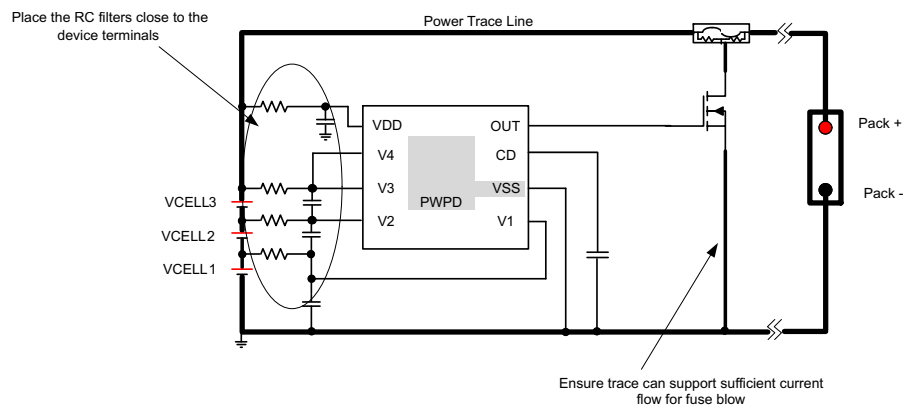 Place the RC filters close to the
device terminals
Power Trace Line
VDD
OUT
V4
CD
V3
VSS
PWPD
V2
V1
VCELL3
VCELL2
VCELL1
Pack +
Pack -
Ensure trace can support sufficient current
flow for fuse blow